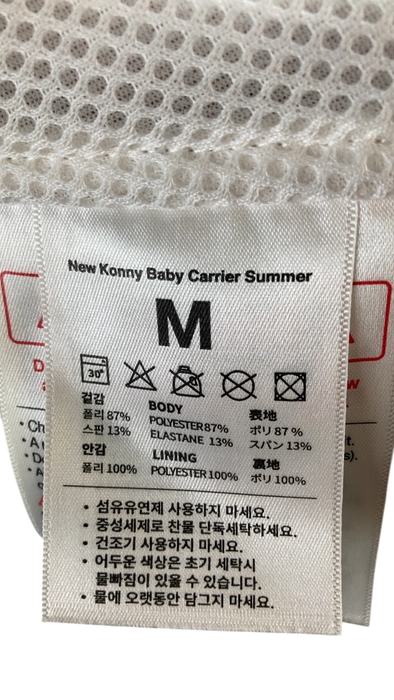 New Konny Baby Carrier Summer
M
30°
겉감 BODY 表地
폴리 87% POLYESTER 87% ポリ 87 %
스판 13% ELASTANE 13% スパン 13%
안감 LINING 裏地
폴리 100% POLYESTER 100% ポリ 100%
• 섬유유연제 사용하지 마세요.
• 중성세제로 찬물 단독세탁하세요.
• 건조기 사용하지 마세요.
• 어두운 색상은 초기 세탁시
물빠짐이 있을 수 있습니다.
• 물에 오랫동안 담그지 마세요.